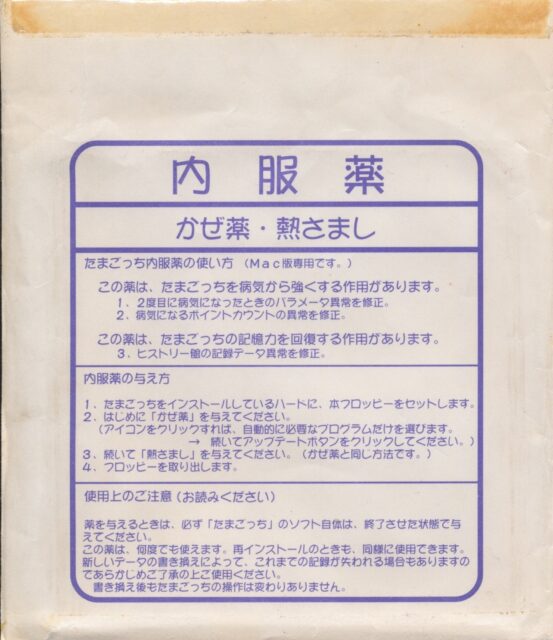 内服薬
かぜ薬・熱さまし
たまごっち内服薬の使い方 （Mac版専用です。）
この薬は、たまごっちを病気から強くする作用があります。
1、2度目に病気になったときのパラメータ異常を修正。
2、病気になるポイントカウントの異常を修正。
この薬は、たまごっちの記憶力を回復する作用があります。
3、ヒストリー館の記録データ異常を修正。
内服薬の与え方
1、たまごっちをインストールしているハードに、本フロッピーをセットします。
2、はじめに「かぜ薬」を与えてください。
（アイコンをクリックすれは、自動的に必要なプログラムだけを選びます。
→ 続いてアップデートボタンをクリックしてください。）
3、続いて「熱さまし」を与えてください。（かぜ薬と同じ方法です。）
4、フロッピーを取り出します。
使用上のご注意（お読みください）
薬を与えるときは、必ず「たまごっち」のソフト自体は、終了させた状態で与
えてください。
この薬は、何度でも使えます。再インストールのときも、同様に使用できます。
新しいデータの書き換えによって、これまでの記録が失われる場合もありますの
であらかじめご了承の上ご使用ください。
書き換え後もたまごっちの操作は変わりありません。